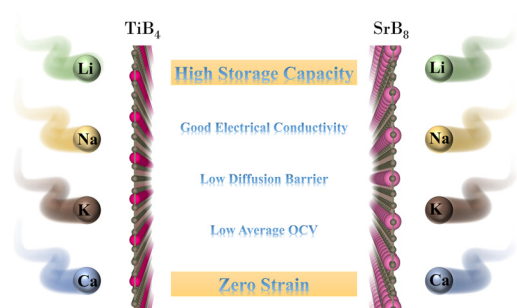 TiB4
SrB8
Li
High Storage Capacity
Li
Na
Good Electrical Conductivity
Na
K
Low Diffusion Barrier
K
Low Average OCV
Ca
Zero Strain
Ca